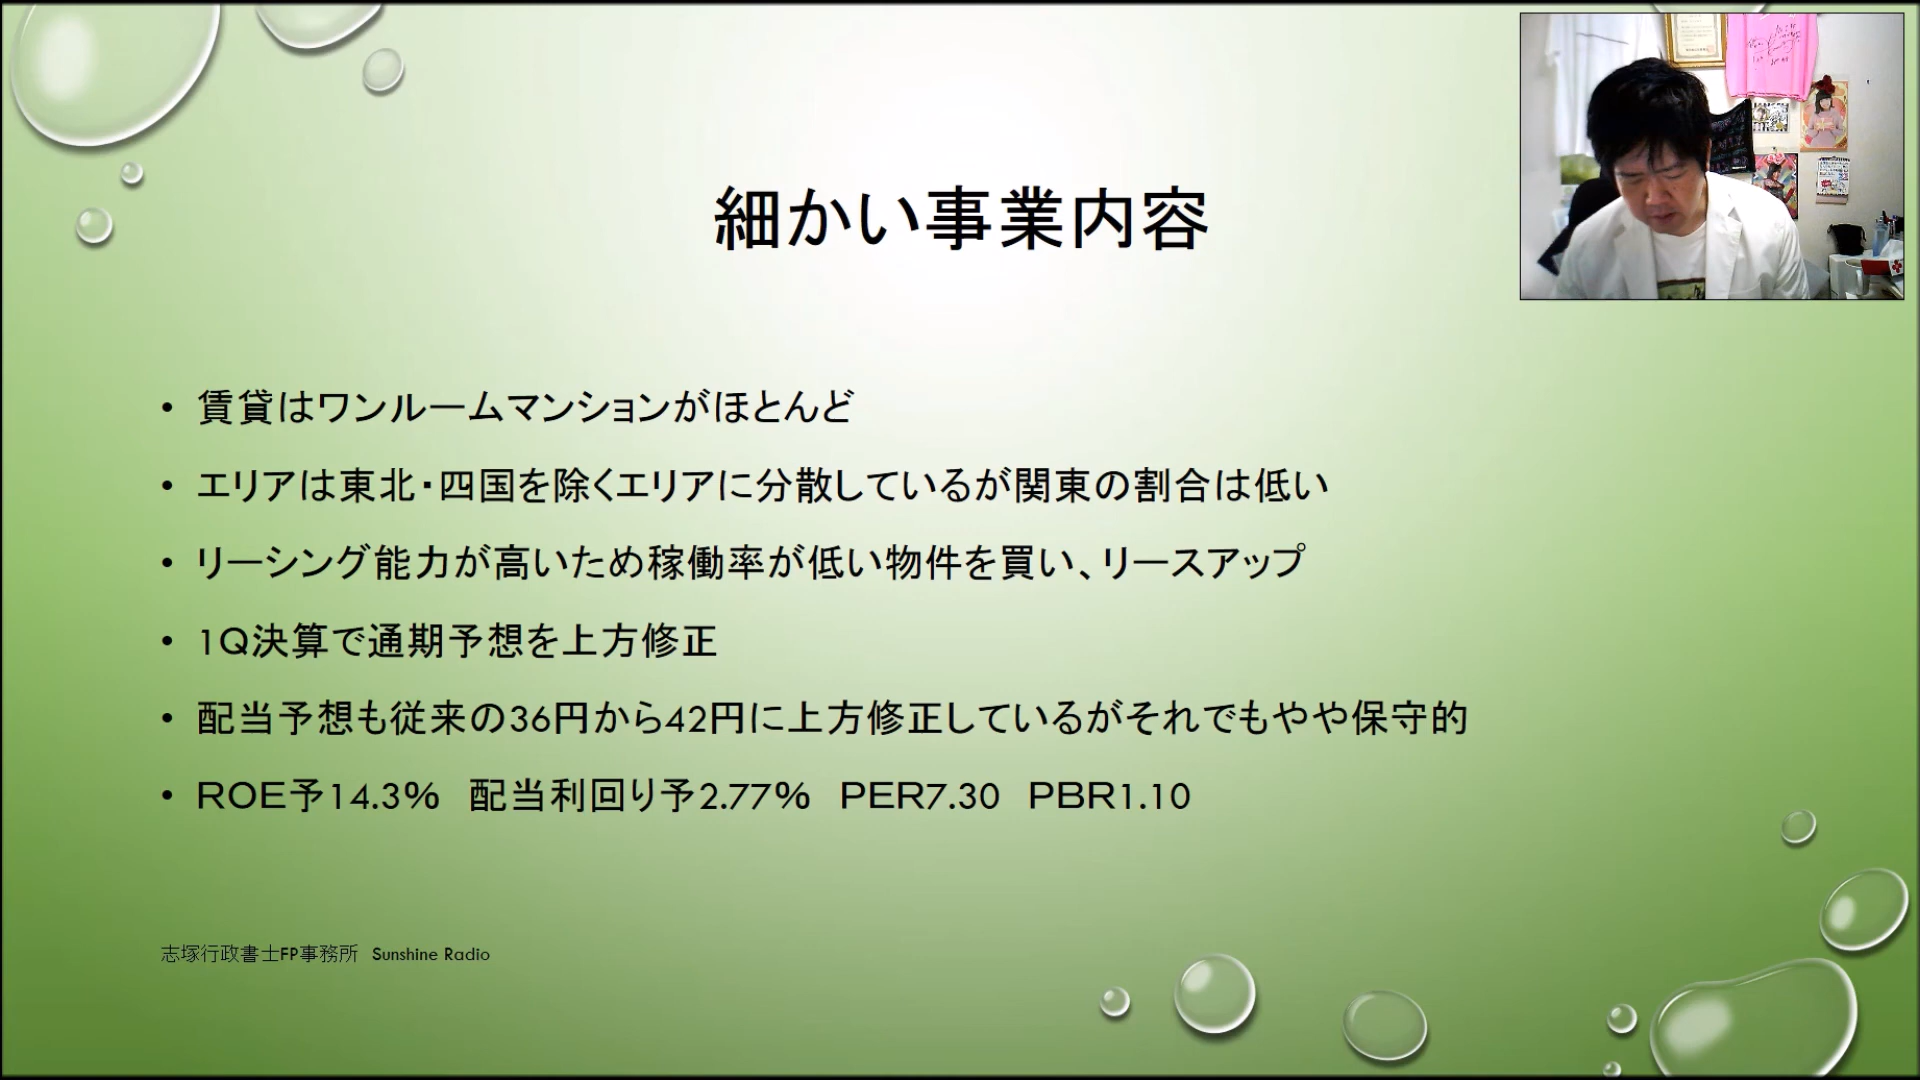 細かい事業内容
• 賃貸はワンルームマンションがほとんど
• エリアは東北・四国を除くエリアに分散しているが関東の割合は低い
• リーシング能力が高いため稼働率が低い物件を買い、リースアップ
• 1Q決算で通期予想を上方修正
• 配当予想も従来の36円から42円に上方修正しているがそれでもやや保守的
• ROE予14.3%　配当利回り予2.77%　PER7.30　PBR1.10
志塚行政書士FP事務所　Sunshine Radio